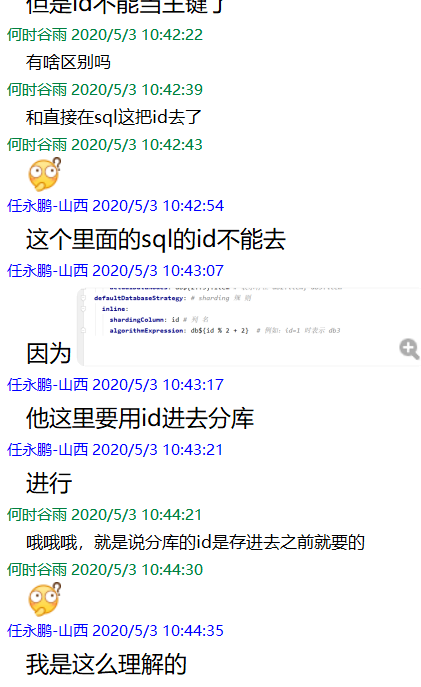 但是id不能当主键了
何时谷雨 2020/5/3 10:42:22
有啥区别吗
何时谷雨 2020/5/3 10:42:39
和直接在sql这把id去了
何时谷雨 2020/5/3 10:42:43
任永鹏-山西 2020/5/3 10:42:54
这个里面的sql的id不能去
任永鹏-山西 2020/5/3 10:43:07
defaultDatabaseStrategy: # sharding 规 则
inline:
shardingColumn: id # 列 名
algorithmExpression: db${id % 2 + 2} # 例如：id=1 时表示 db3
因为
任永鹏-山西 2020/5/3 10:43:17
他这里要用id进去分库
任永鹏-山西 2020/5/3 10:43:21
进行
何时谷雨 2020/5/3 10:44:21
哦哦哦，就是说分库的id是存进去之前就要的
何时谷雨 2020/5/3 10:44:30
任永鹏-山西 2020/5/3 10:44:35
我是这么理解的